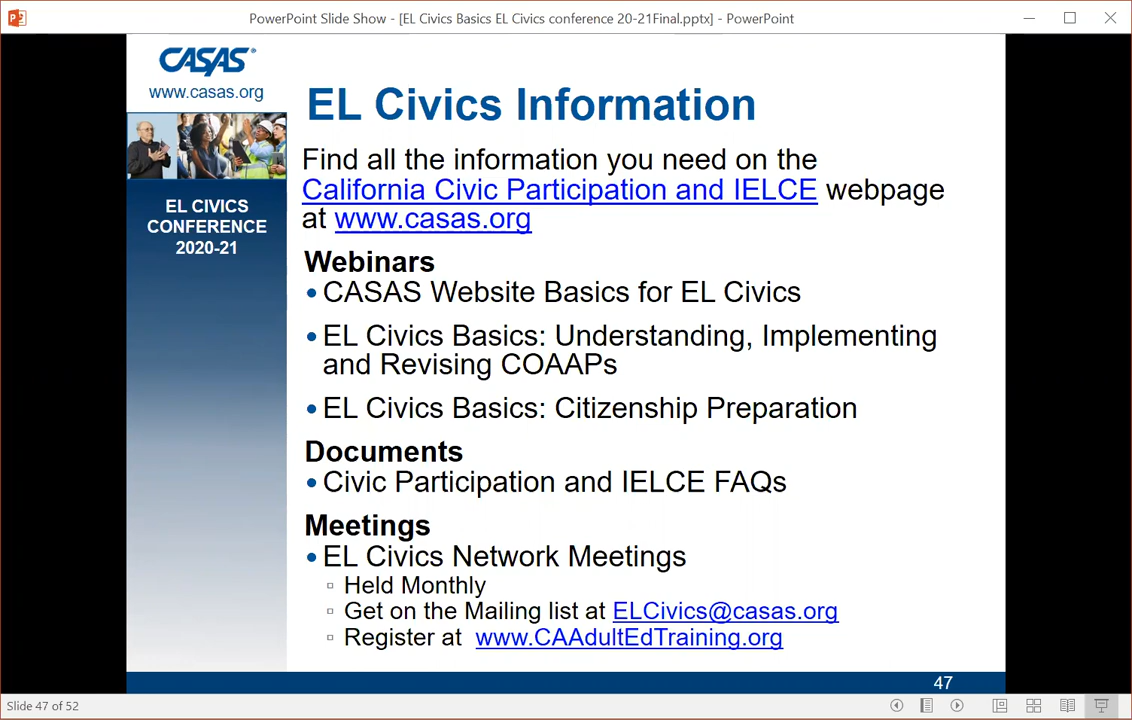 PowerPoint Slide Show - [EL Civics Basics EL Civics conference 20-21Final.pptx] - PowerPoint
CASAS®
www.casas.org
EL CIVICS
CONFERENCE
2020-21
EL Civics Information
Find all the information you need on the
California Civic Participation and IELCE webpage
at www.casas.org
Webinars
• CASAS Website Basics for EL Civics
• EL Civics Basics: Understanding, Implementing
and Revising COAAPs
• EL Civics Basics: Citizenship Preparation
Documents
• Civic Participation and IELCE FAQs
Meetings
• EL Civics Network Meetings
▫ Held Monthly
▫ Get on the Mailing list at ELCivics@casas.org
▫ Register at www.CAAdultEdTraining.org
47
Slide 47 of 52